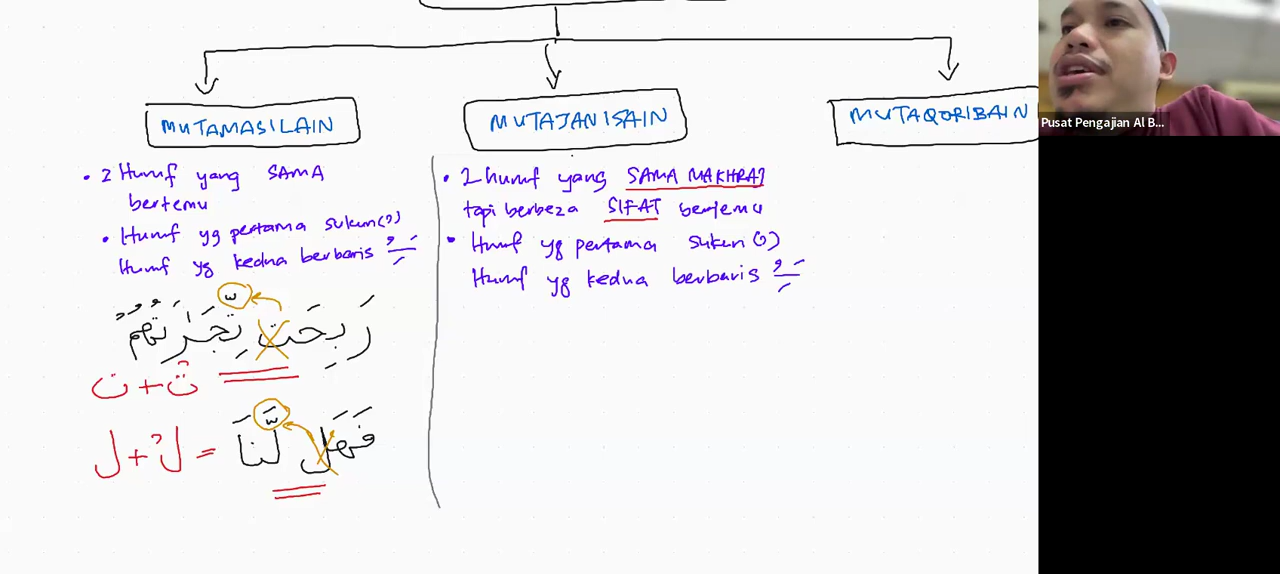 MUTAMASILAIN
MUTAJANISAIN
MUTAQORIBAIN
Pusat Pengajian Al B...
• 2 Huruf yang SAMA
bertemu
• Huruf yg pertama sukun(ْ)
Huruf yg kedua berbaris ـَـِـُ
رَبِحَت تِّجَٰرَتُهُمْ
تْ + ت
فَهَل لَّنَا = لْ + ل
• 2 huruf yang SAMA MAKHRAJ
tapi berbeza SIFAT bertemu
• Huruf yg pertama sukun (ْ)
Huruf yg kedua berbaris ـَـِـُ